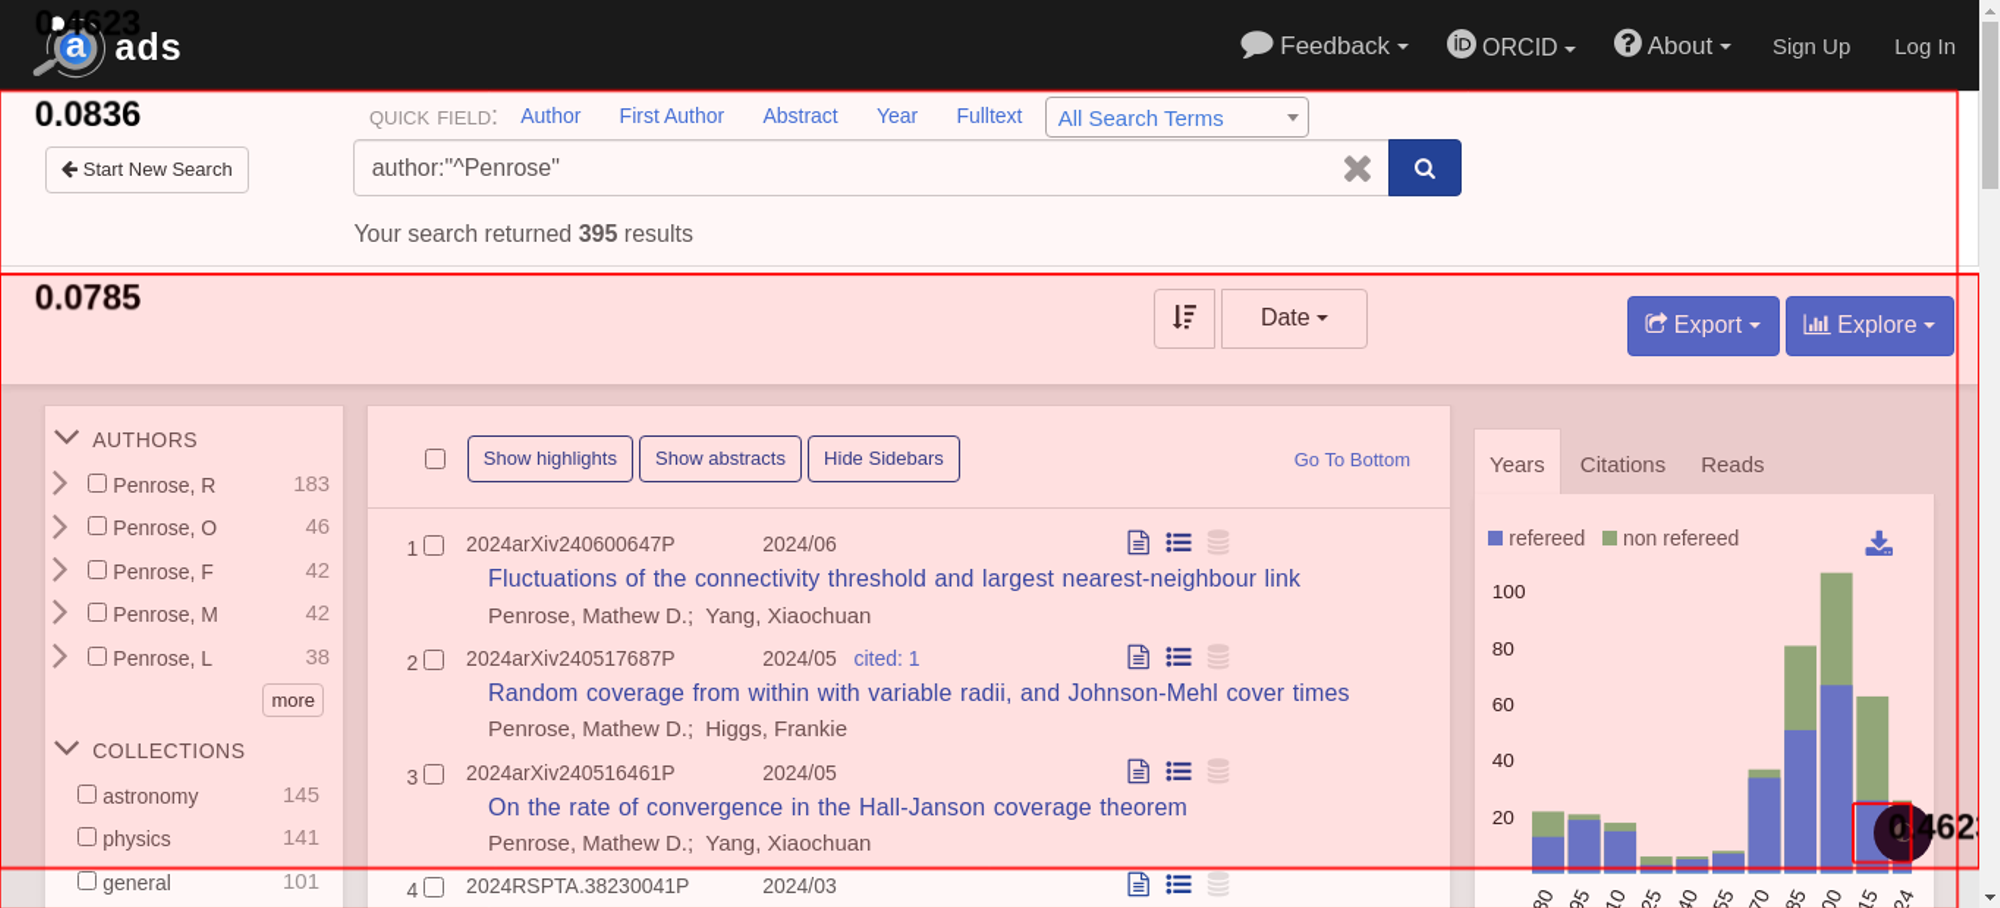 0.4623
a ads
Feedback
ORCID
About
Sign Up
Log In
0.0836
QUICK FIELD:
Author
First Author
Abstract
Year
Fulltext
All Search Terms
Start New Search
author:"^Penrose"
Your search returned 395 results
0.0785
Date
Export
Explore
AUTHORS
Penrose, R 183
Penrose, O 46
Penrose, F 42
Penrose, M 42
Penrose, L 38
more
COLLECTIONS
astronomy 145
physics 141
general 101
Show highlights
Show abstracts
Hide Sidebars
Go To Bottom
1 2024arXiv240600647P 2024/06
Fluctuations of the connectivity threshold and largest nearest-neighbour link
Penrose, Mathew D.; Yang, Xiaochuan
2 2024arXiv240517687P 2024/05 cited: 1
Random coverage from within with variable radii, and Johnson-Mehl cover times
Penrose, Mathew D.; Higgs, Frankie
3 2024arXiv240516461P 2024/05
On the rate of convergence in the Hall-Janson coverage theorem
Penrose, Mathew D.; Yang, Xiaochuan
4 2024RSPTA.38230041P 2024/03
Years
Citations
Reads
refereed
non refereed
100
80
60
40
20
0.4623
80 95 10 25 40 55 70 85 00 15 24